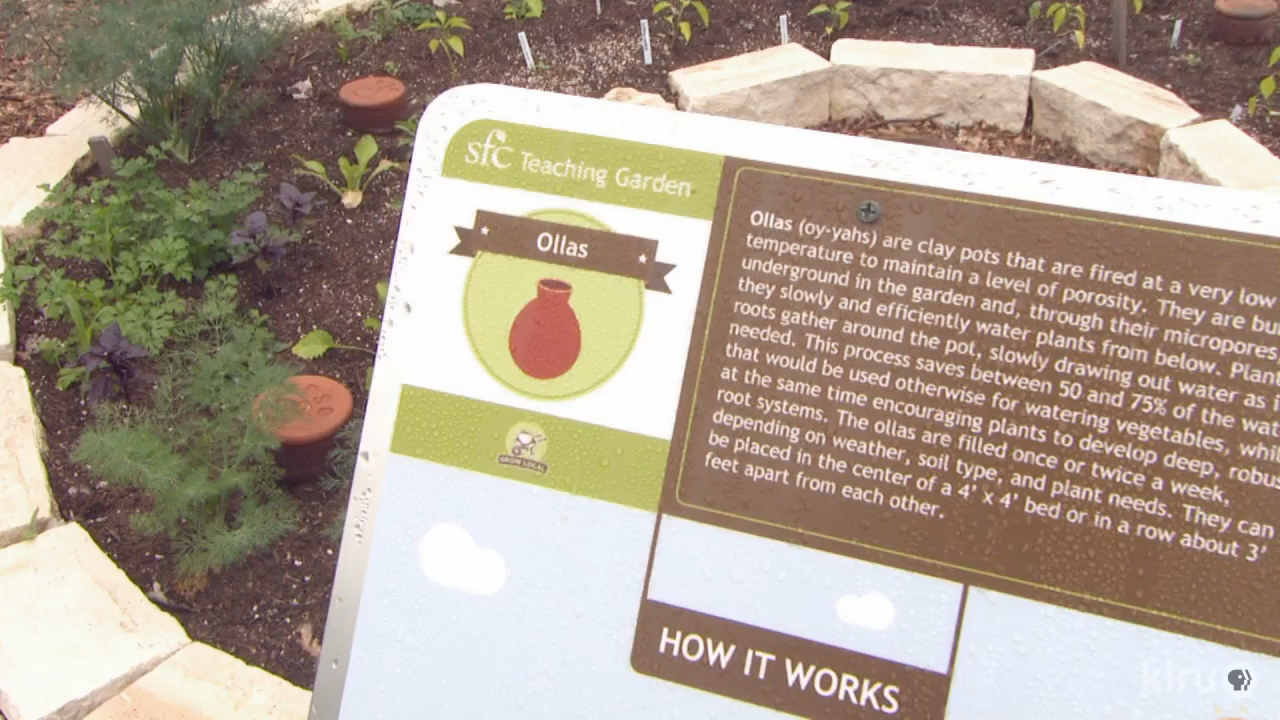 sfc Teaching Garden
Ollas
GROW LOCAL
Ollas (oy-yahs) are clay pots that are fired at a very low
temperature to maintain a level of porosity. They are bu
underground in the garden and, through their micropores
they slowly and efficiently water plants from below. Plant
roots gather around the pot, slowly drawing out water as i
needed. This process saves between 50 and 75% of the wat
that would be used otherwise for watering vegetables, whil
at the same time encouraging plants to develop deep, robus
root systems. The ollas are filled once or twice a week,
depending on weather, soil type, and plant needs. They can
be placed in the center of a 4' x 4' bed or in a row about 3'
feet apart from each other.
HOW IT WORKS
klru